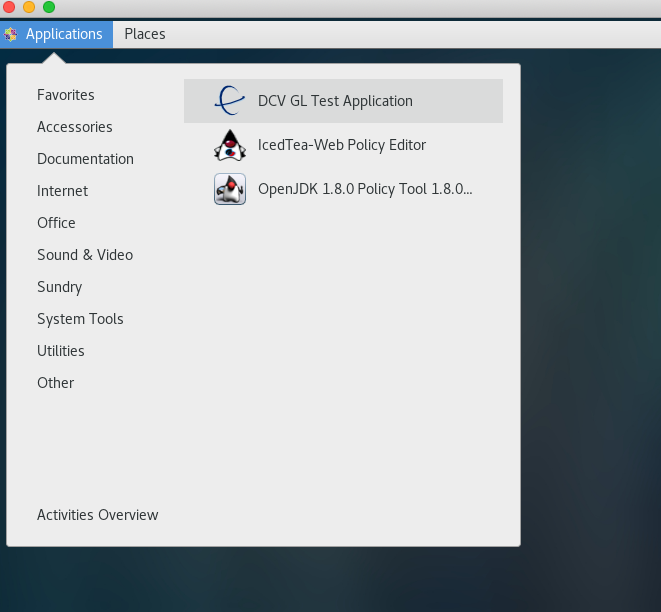 Applications
Places
Favorites
Accessories
Documentation
Internet
Office
Sound & Video
Sundry
System Tools
Utilities
Other
Activities Overview
DCV GL Test Application
IcedTea-Web Policy Editor
OpenJDK 1.8.0 Policy Tool 1.8.0...